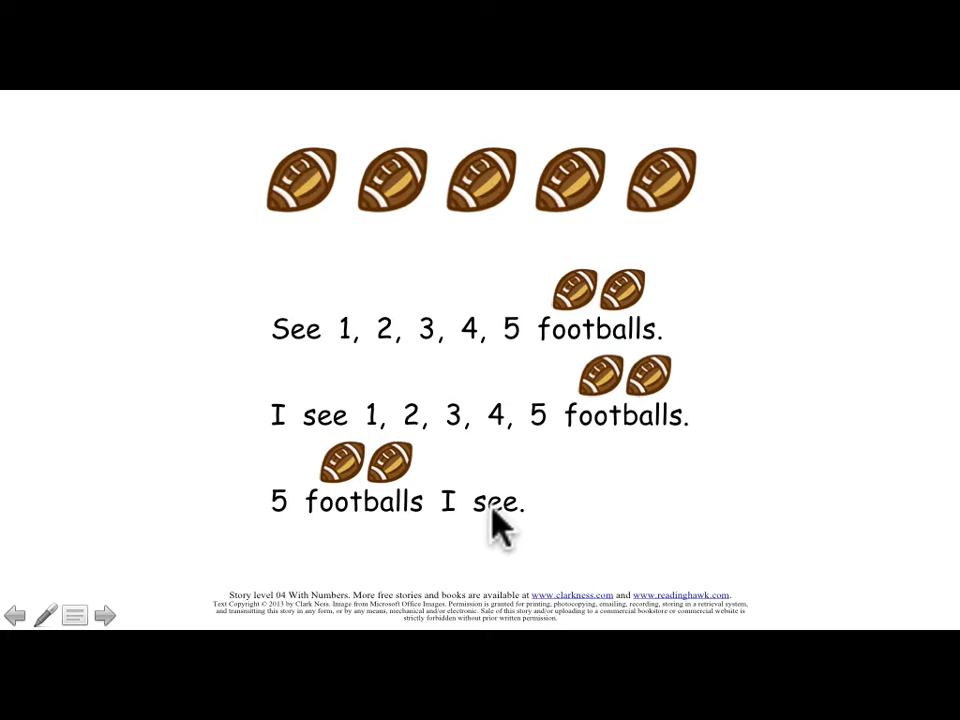 See 1, 2, 3, 4, 5 footballs.
I see 1, 2, 3, 4, 5 footballs.
5 footballs I see.
Story level 04 With Numbers. More free stories and books are available at www.clarkness.com and www.readinghawk.com.
Text Copyright © 2013 by Clark Ness. Image from Microsoft Office Images. Permission is granted for printing, photocopying, emailing, recording, storing in a retrieval system,
and transmitting this story in any form, or by any means, mechanical and/or electronic. Sale of this story and/or uploading to a commercial bookstore or commercial website is
strictly forbidden without prior written permission.